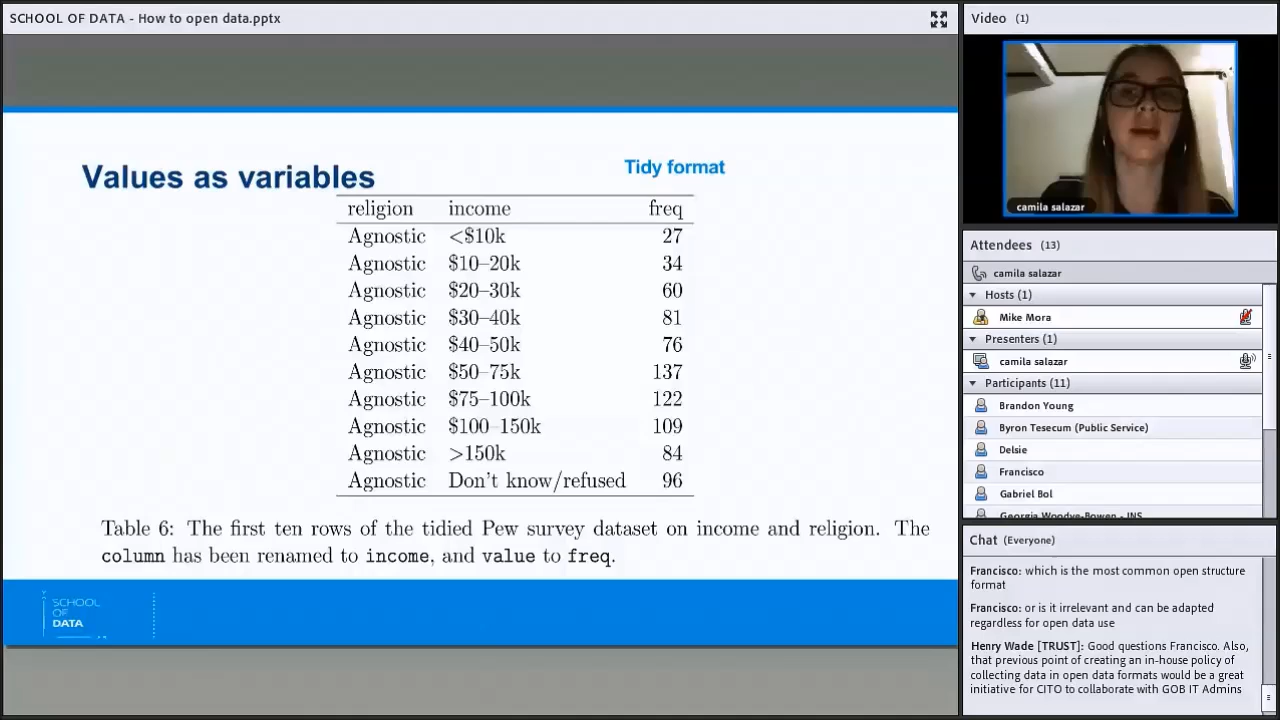 SCHOOL OF DATA - How to open data.pptx
Values as variables
Tidy format
religion income freq
Agnostic <$10k 27
Agnostic $10–20k 34
Agnostic $20–30k 60
Agnostic $30–40k 81
Agnostic $40–50k 76
Agnostic $50–75k 137
Agnostic $75–100k 122
Agnostic $100–150k 109
Agnostic >150k 84
Agnostic Don't know/refused 96
Table 6: The first ten rows of the tidied Pew survey dataset on income and religion. The
column has been renamed to income, and value to freq.
SCHOOL
OF
DATA
Video (1)
camila salazar
Attendees (13)
camila salazar
Hosts (1)
Mike Mora
Presenters (1)
camila salazar
Participants (11)
Brandon Young
Byron Tesecum (Public Service)
Delsie
Francisco
Gabriel Bol
Georgia Woodye-Bowen - INS
Chat (Everyone)
Francisco: which is the most common open structure
format
Francisco: or is it irrelevant and can be adapted
regardless for open data use
Henry Wade [TRUST]: Good questions Francisco. Also,
that previous point of creating an in-house policy of
collecting data in open data formats would be a great
initiative for CITO to collaborate with GOB IT Admins